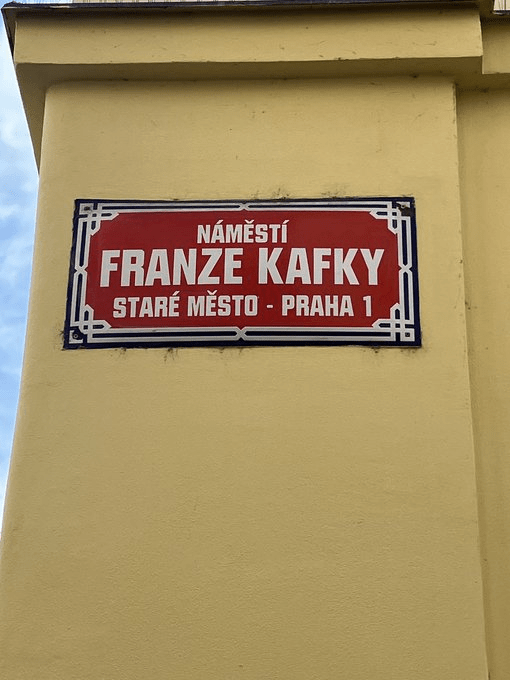 NÁMĚSTÍ
FRANZE KAFKY
STARÉ MĚSTO - PRAHA 1